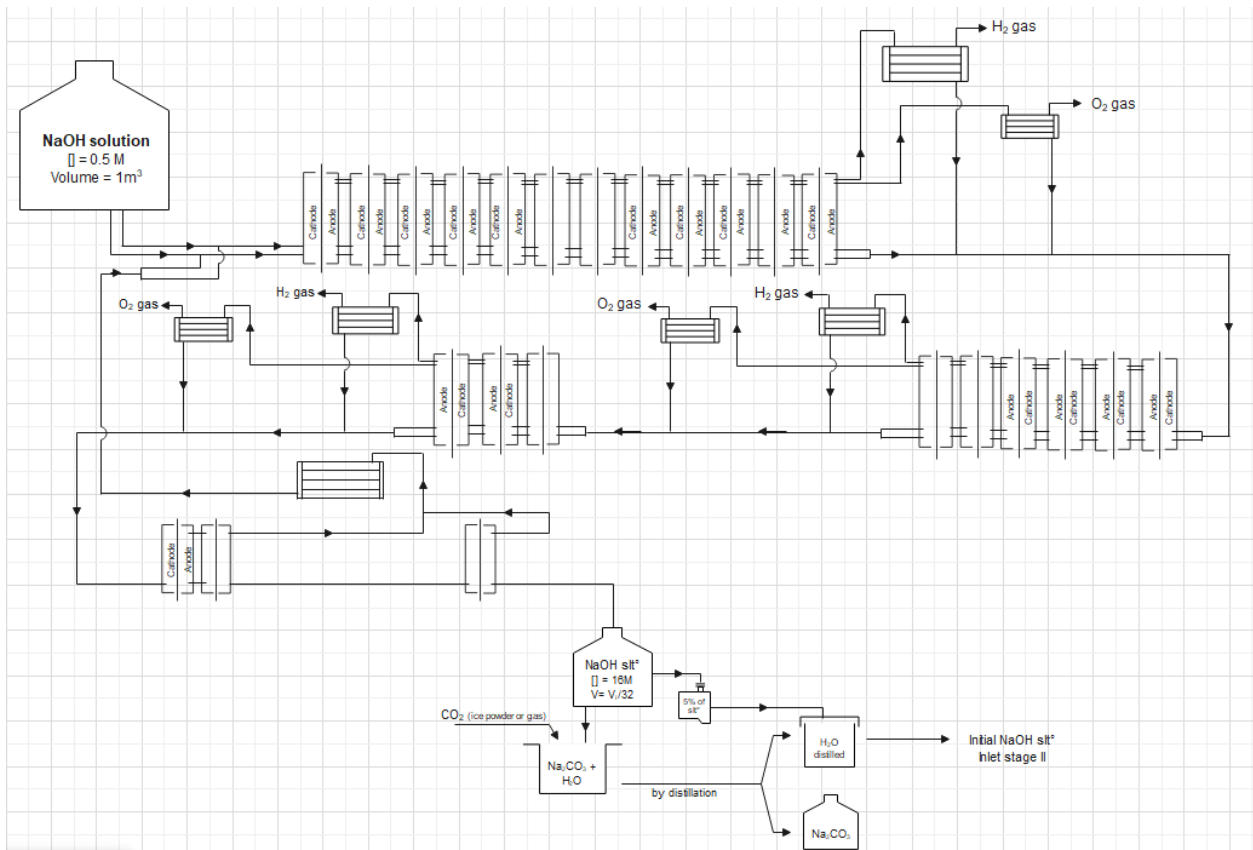 H₂ gas
O₂ gas
NaOH solution
[] = 0.5 M
Volume = 1m³
Cathode
Anode
Cathode
Anode
Cathode
Anode
Cathode
Anode
Cathode
Anode
Cathode
Anode
Cathode
Anode
Cathode
Anode
Cathode
Anode
O₂ gas
H₂ gas
O₂ gas
H₂ gas
Anode
Cathode
Anode
Cathode
Anode
Cathode
Anode
Cathode
Anode
Cathode
Anode
Cathode
Cathode
Anode
NaOH slt°
[] = 16M
V= Vᵢ/32
5% of
slt°
CO₂ (ice powder or gas)
Na₂CO₃ +
H₂O
by distillation
H₂O
distilled
Initial NaOH slt°
Inlet stage II
Na₂CO₃